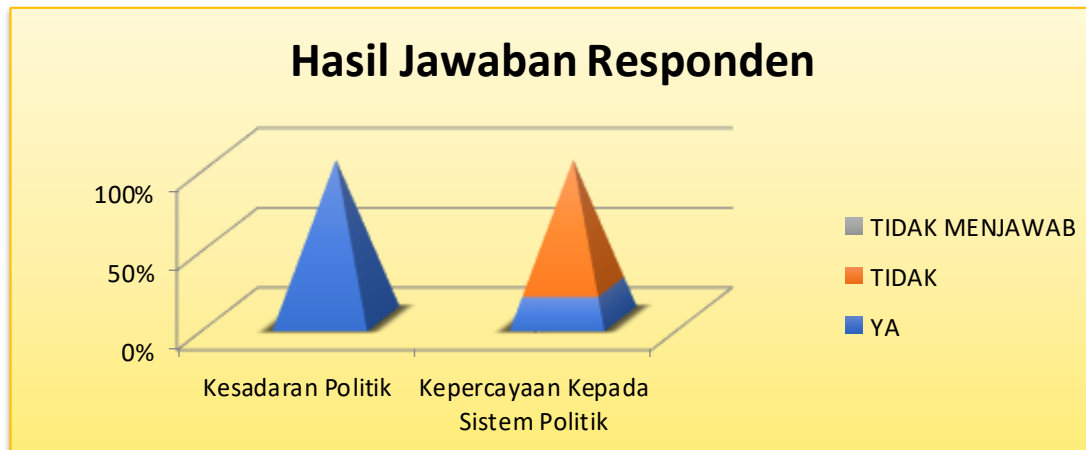 Hasil Jawaban Responden
100%
50%
0%
Kesadaran Politik
Kepercayaan Kepada
Sistem Politik
TIDAK MENJAWAB
TIDAK
YA